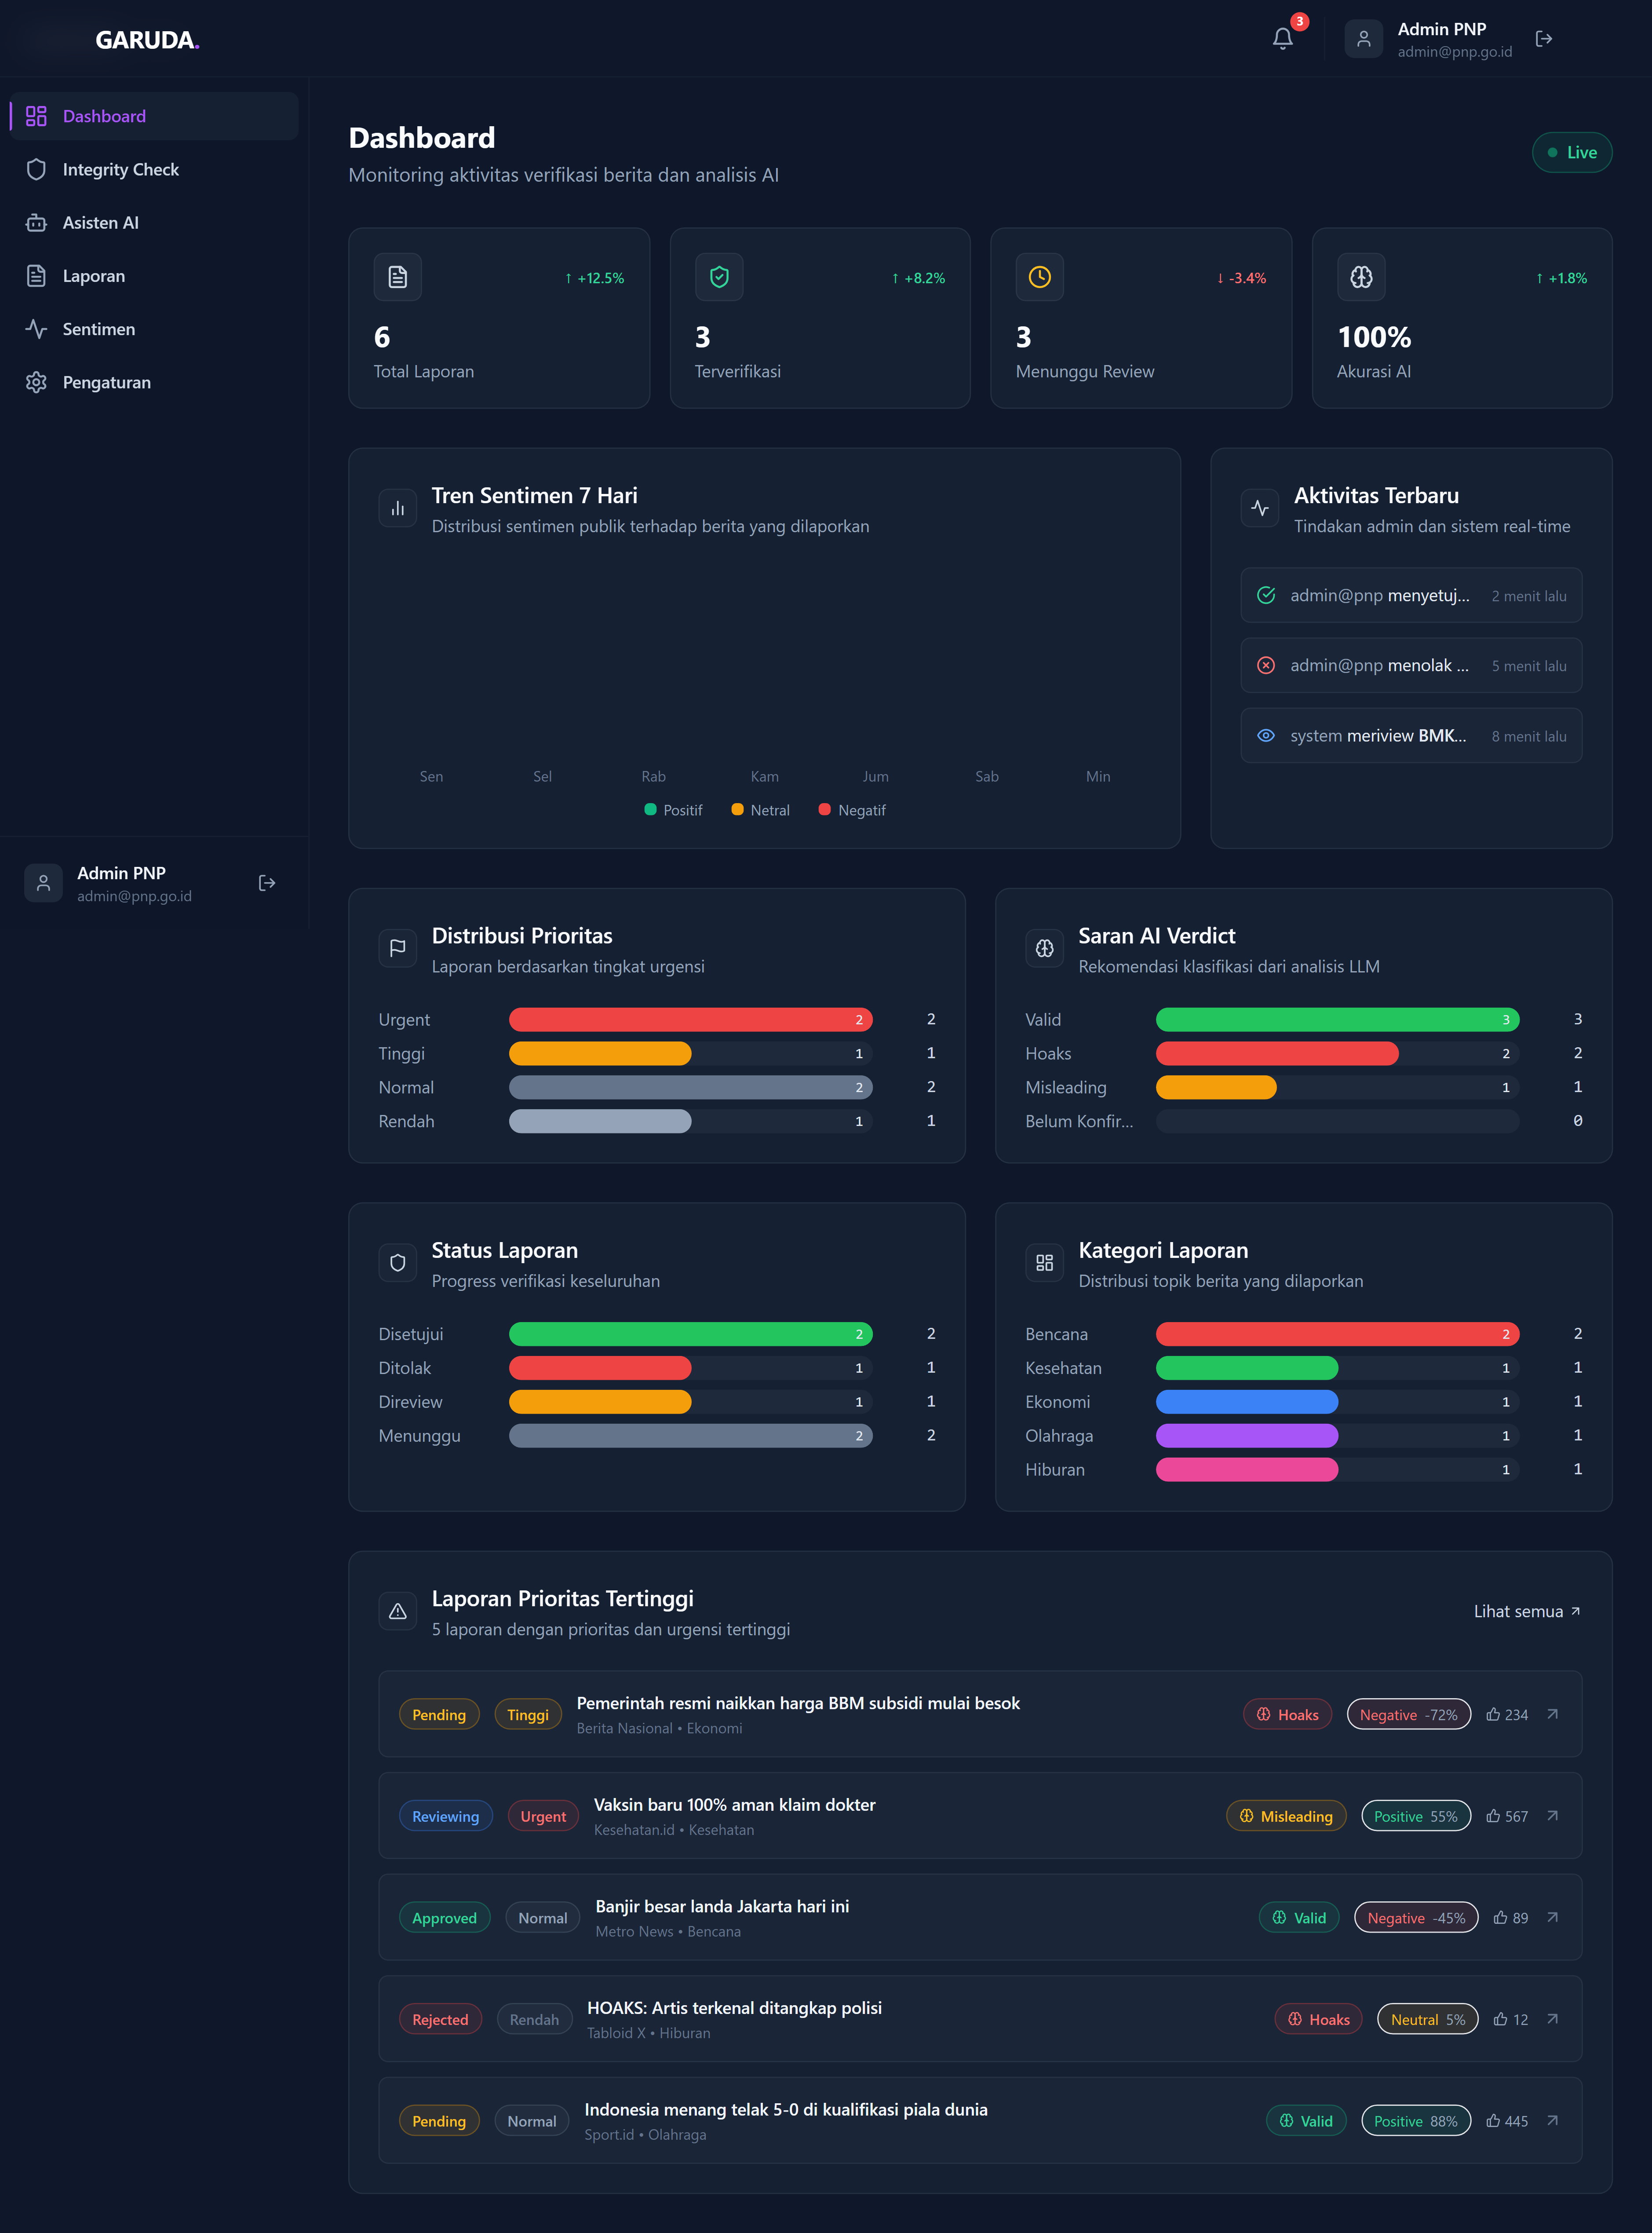 GARUDA.
3
Admin PNP
admin@pnp.go.id
Dashboard
Integrity Check
Asisten AI
Laporan
Sentimen
Pengaturan
Admin PNP
admin@pnp.go.id
Dashboard
Monitoring aktivitas verifikasi berita dan analisis AI
Live
↑ +12.5%
6
Total Laporan
↑ +8.2%
3
Terverifikasi
↓ -3.4%
3
Menunggu Review
↑ +1.8%
100%
Akurasi AI
Tren Sentimen 7 Hari
Distribusi sentimen publik terhadap berita yang dilaporkan
Sen Sel Rab Kam Jum Sab Min
Positif Netral Negatif
Aktivitas Terbaru
Tindakan admin dan sistem real-time
admin@pnp menyetuj... 2 menit lalu
admin@pnp menolak ... 5 menit lalu
system meriview BMK... 8 menit lalu
Distribusi Prioritas
Laporan berdasarkan tingkat urgensi
Urgent 2 2
Tinggi 1 1
Normal 2 2
Rendah 1 1
Saran AI Verdict
Rekomendasi klasifikasi dari analisis LLM
Valid 3 3
Hoaks 2 2
Misleading 1 1
Belum Konfir... 0
Status Laporan
Progress verifikasi keseluruhan
Disetujui 2 2
Ditolak 1 1
Direview 1 1
Menunggu 2 2
Kategori Laporan
Distribusi topik berita yang dilaporkan
Bencana 2 2
Kesehatan 1 1
Ekonomi 1 1
Olahraga 1 1
Hiburan 1 1
Laporan Prioritas Tertinggi
5 laporan dengan prioritas dan urgensi tertinggi
Lihat semua
Pending Tinggi Pemerintah resmi naikkan harga BBM subsidi mulai besok
Berita Nasional • Ekonomi
Hoaks Negative -72% 234
Reviewing Urgent Vaksin baru 100% aman klaim dokter
Kesehatan.id • Kesehatan
Misleading Positive 55% 567
Approved Normal Banjir besar landa Jakarta hari ini
Metro News • Bencana
Valid Negative -45% 89
Rejected Rendah HOAKS: Artis terkenal ditangkap polisi
Tabloid X • Hiburan
Hoaks Neutral 5% 12
Pending Normal Indonesia menang telak 5-0 di kualifikasi piala dunia
Sport.id • Olahraga
Valid Positive 88% 445